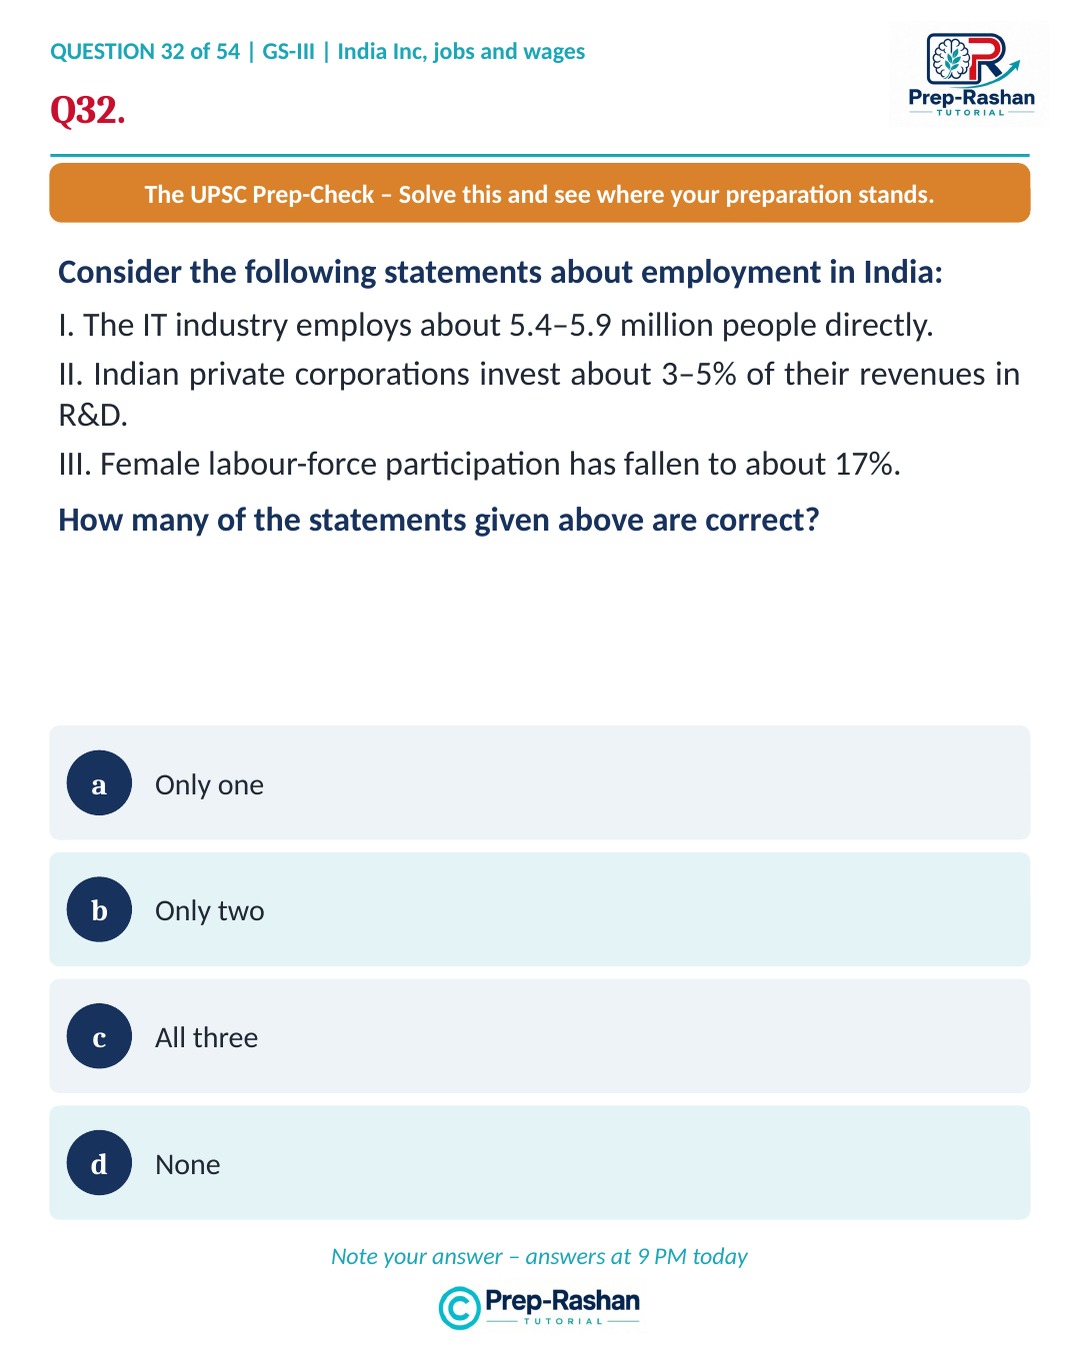 QUESTION 32 of 54 | GS-III | India Inc, jobs and wages
Prep-Rashan
TUTORIAL
Q32.
The UPSC Prep-Check – Solve this and see where your preparation stands.
Consider the following statements about employment in India:
I. The IT industry employs about 5.4–5.9 million people directly.
II. Indian private corporations invest about 3–5% of their revenues in
R&D.
III. Female labour-force participation has fallen to about 17%.
How many of the statements given above are correct?
a Only one
b Only two
c All three
d None
Note your answer – answers at 9 PM today
© Prep-Rashan
TUTORIAL